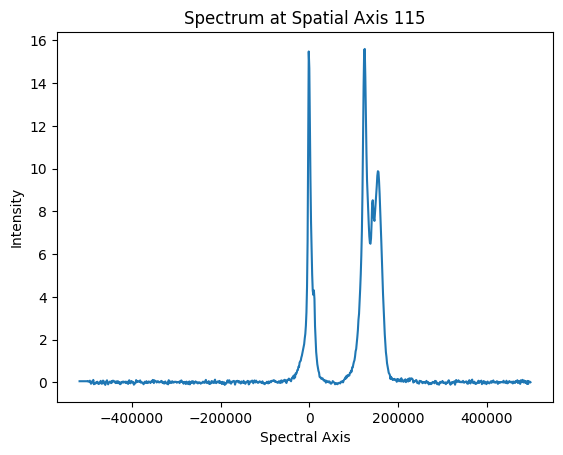 Spectrum at Spatial Axis 115
16
14
12
10
8
6
4
2
0
Intensity
−400000 −200000 0 200000 400000
Spectral Axis